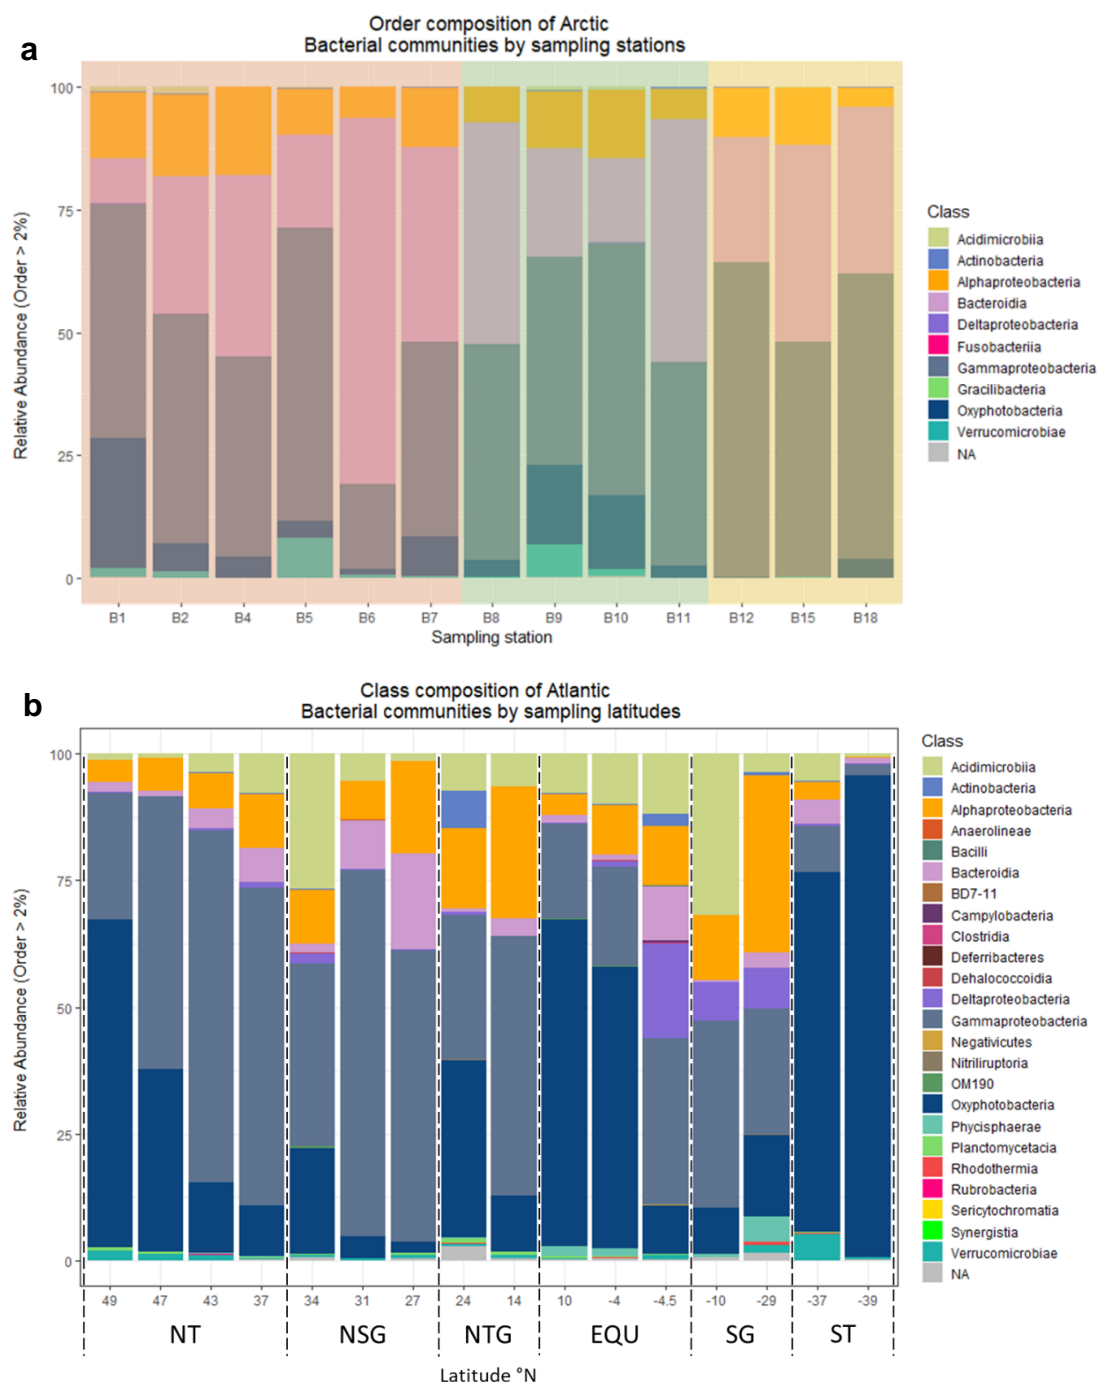 a
Order composition of Arctic
Bacterial communities by sampling stations
Relative Abundance (Order > 2%)
100
75
50
25
0
B1 B2 B4 B5 B6 B7 B8 B9 B10 B11 B12 B15 B18
Sampling station
Class
Acidimicrobiia
Actinobacteria
Alphaproteobacteria
Bacteroidia
Deltaproteobacteria
Fusobacteriia
Gammaproteobacteria
Gracilibacteria
Oxyphotobacteria
Verrucomicrobiae
NA
b
Class composition of Atlantic
Bacterial communities by sampling latitudes
Relative Abundance (Order > 2%)
100
75
50
25
0
49 47 43 37 34 31 27 24 14 10 -4 -4.5 -10 -29 -37 -39
NT NSG NTG EQU SG ST
Latitude °N
Class
Acidimicrobiia
Actinobacteria
Alphaproteobacteria
Anaerolineae
Bacilli
Bacteroidia
BD7-11
Campylobacteria
Clostridia
Deferribacteres
Dehalococcoidia
Deltaproteobacteria
Gammaproteobacteria
Negativicutes
Nitriliruptoria
OM190
Oxyphotobacteria
Phycisphaerae
Planctomycetacia
Rhodothermia
Rubrobacteria
Sericytochromatia
Synergistia
Verrucomicrobiae
NA